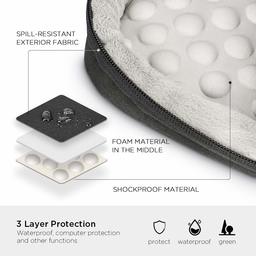 SPILL-RESISTANT
EXTERIOR FABRIC
FOAM MATERIAL
IN THE MIDDLE
SHOCKPROOF MATERIAL
3 Layer Protection
Waterproof, computer protection
and other functions
protect
waterproof
green